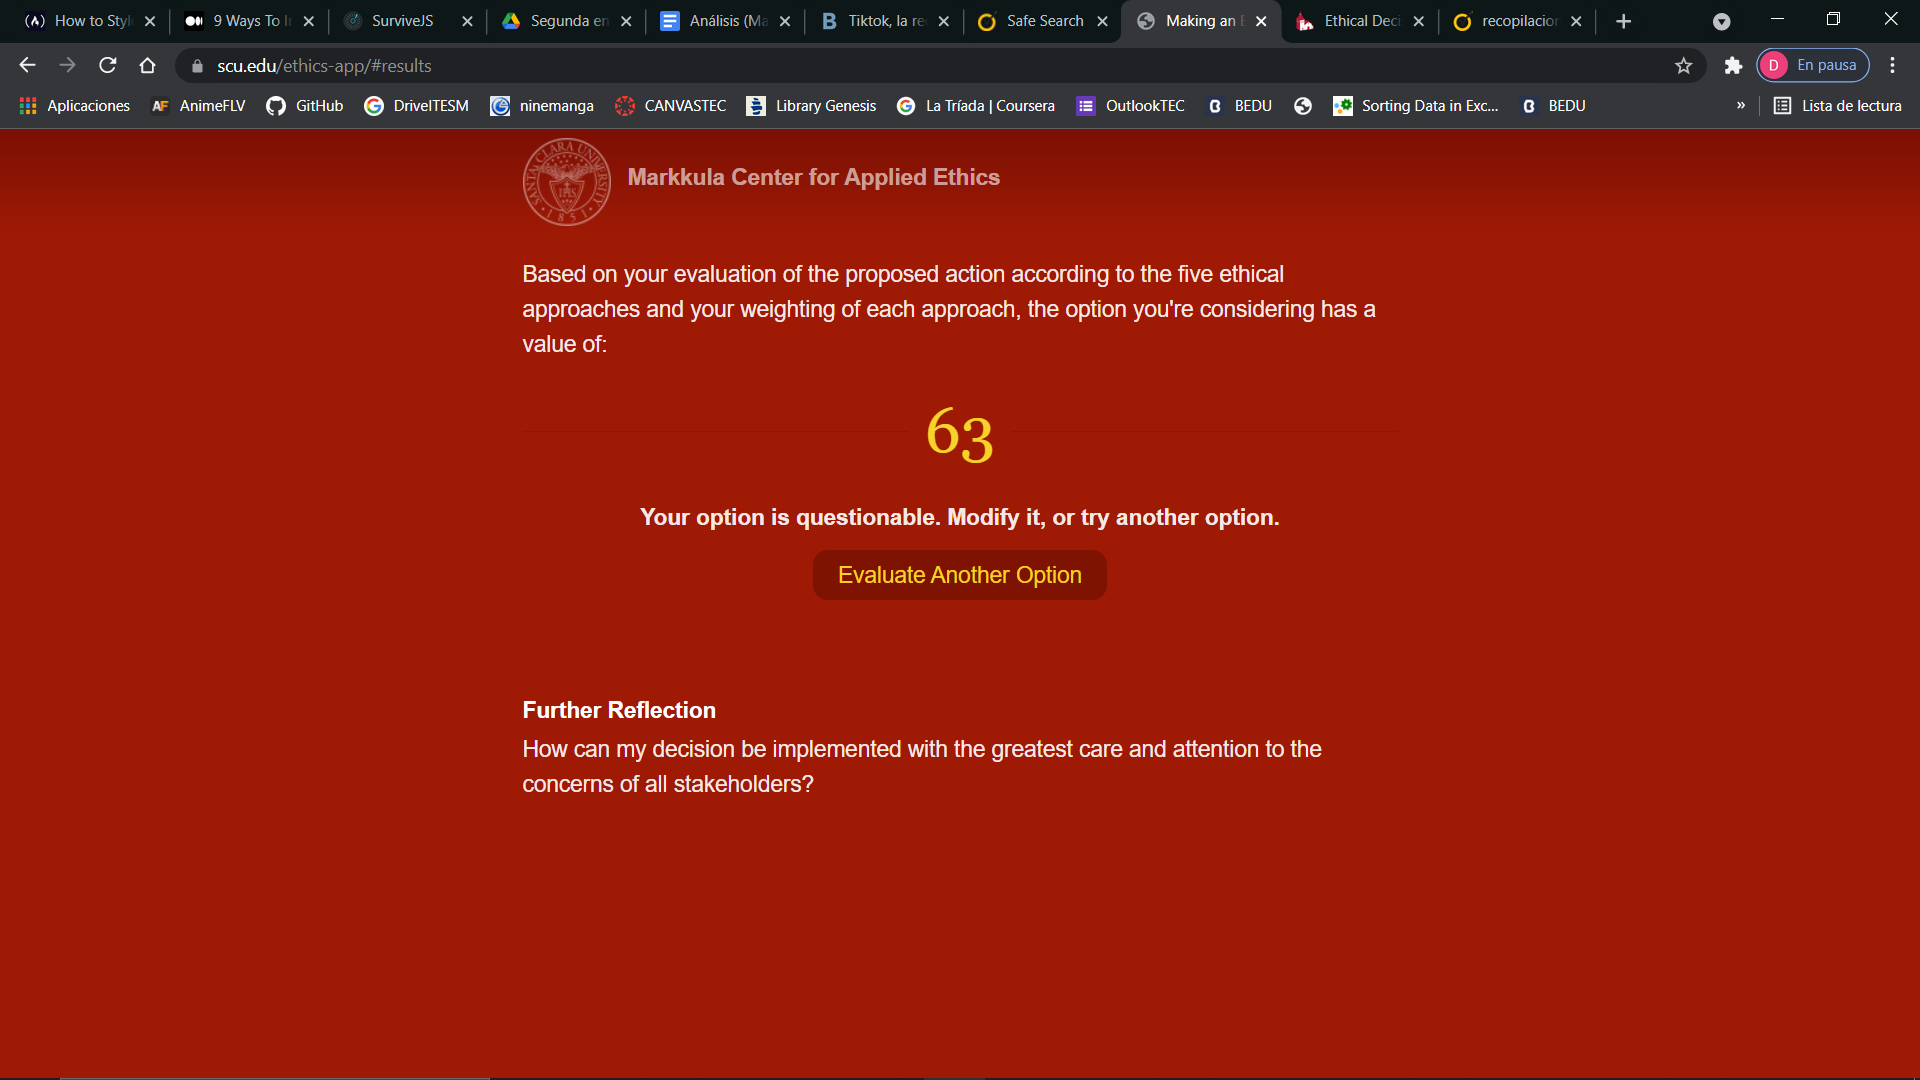 How to Styl
9 Ways To I
SurviveJS
Segunda en
Análisis (Ma
Tiktok, la re
Safe Search
Making an E
Ethical Deci
recopilacion
scu.edu/ethics-app/#results
D
En pausa
Aplicaciones
AF
AnimeFLV
GitHub
DriveITESM
ninemanga
CANVASTEC
Library Genesis
La Tríada | Coursera
OutlookTEC
BEDU
Sorting Data in Exc...
BEDU
»
Lista de lectura
SANTA CLARA UNIVERSITY
IHS
1851
Markkula Center for Applied Ethics
Based on your evaluation of the proposed action according to the five ethical
approaches and your weighting of each approach, the option you're considering has a
value of:
63
Your option is questionable. Modify it, or try another option.
Evaluate Another Option
Further Reflection
How can my decision be implemented with the greatest care and attention to the
concerns of all stakeholders?